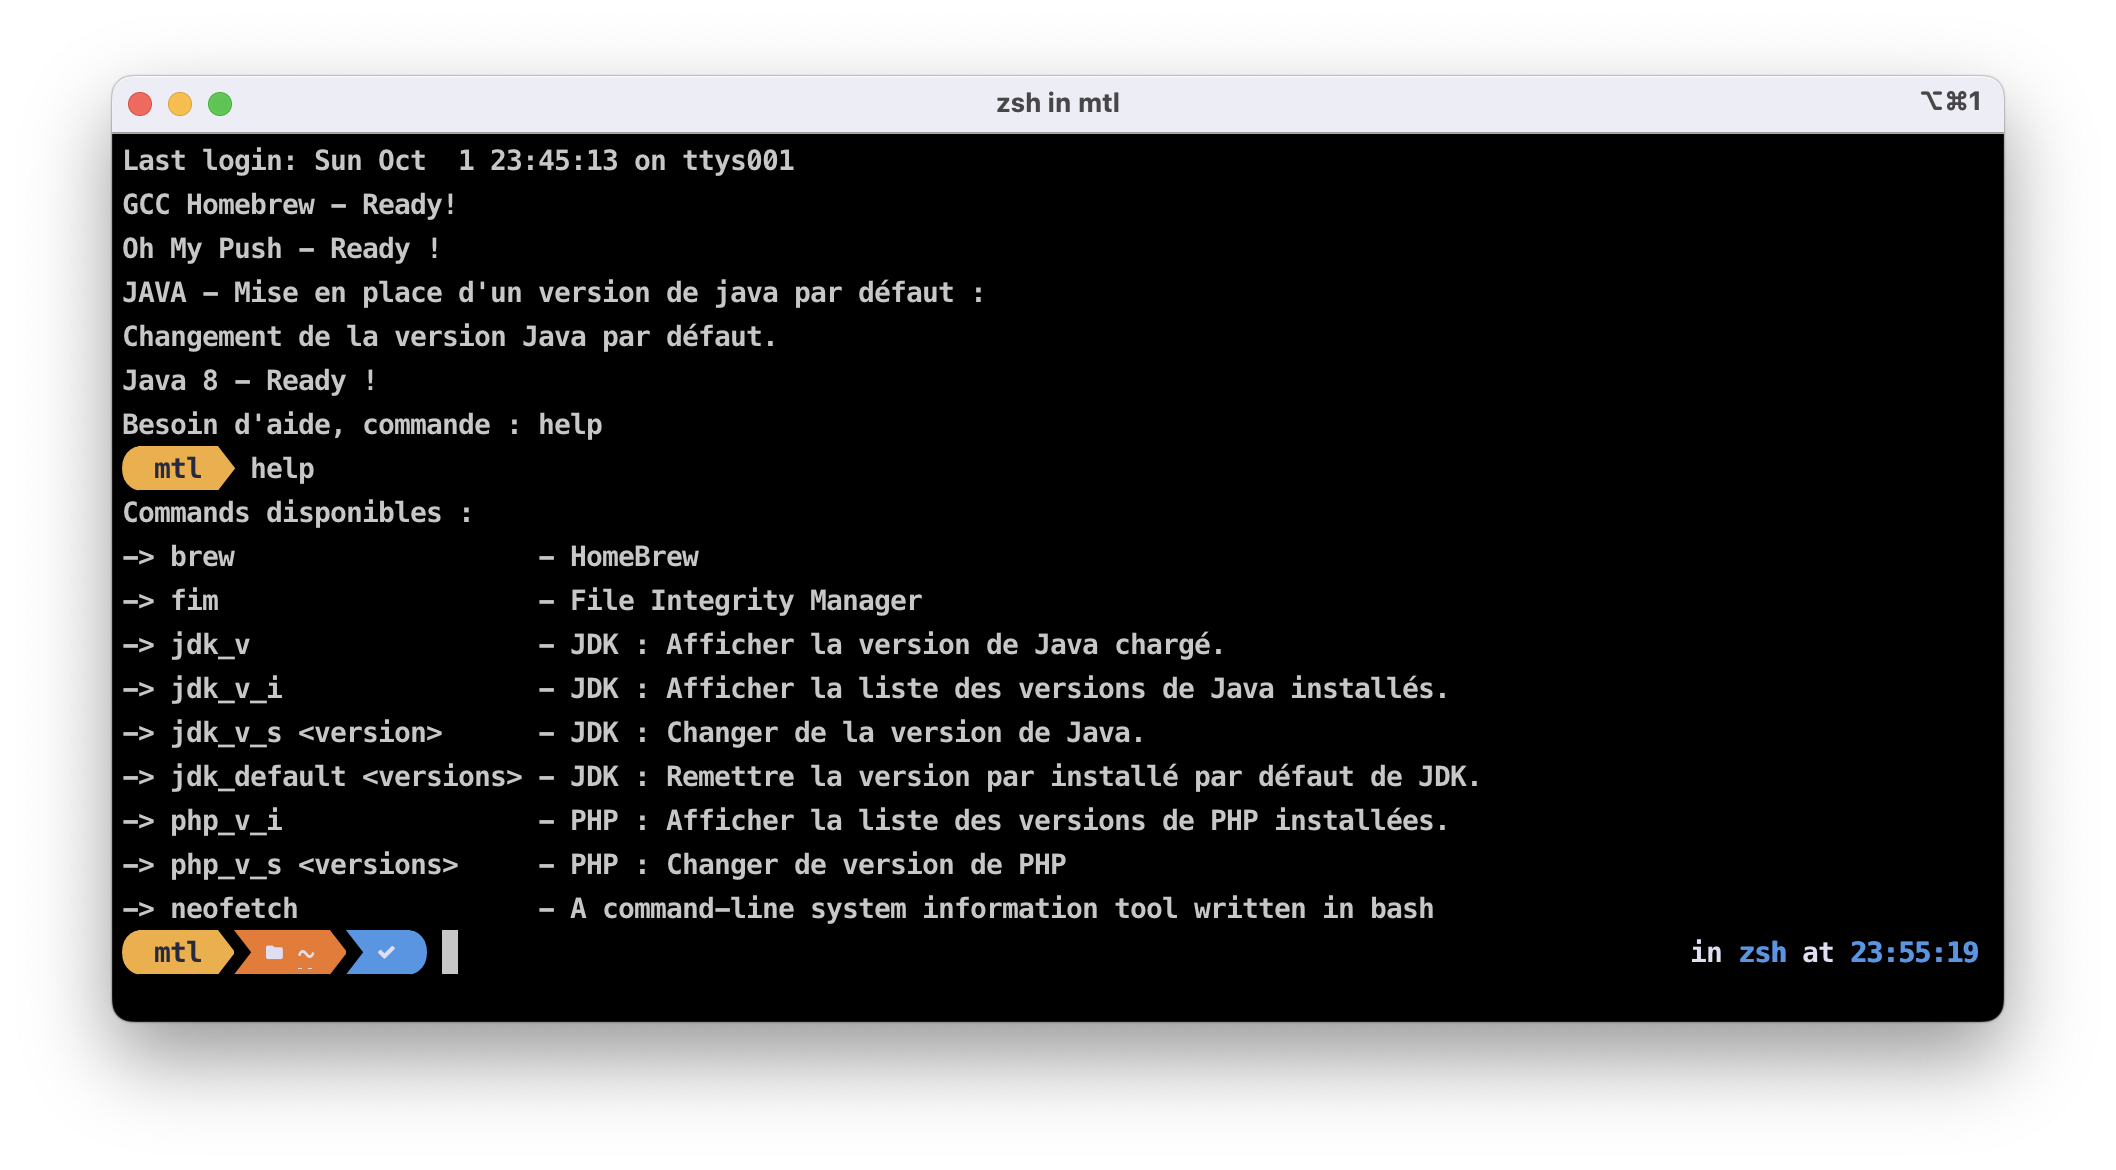 zsh in mtl
⌥⌘1
Last login: Sun Oct  1 23:45:13 on ttys001
GCC Homebrew - Ready!
Oh My Push - Ready !
JAVA - Mise en place d'un version de java par défaut :
Changement de la version Java par défaut.
Java 8 - Ready !
Besoin d'aide, commande : help
mtl help
Commands disponibles :
-> brew                   - HomeBrew
-> fim                    - File Integrity Manager
-> jdk_v                  - JDK : Afficher la version de Java chargé.
-> jdk_v_i                - JDK : Afficher la liste des versions de Java installés.
-> jdk_v_s <version>      - JDK : Changer de la version de Java.
-> jdk_default <versions> - JDK : Remettre la version par installé par défaut de JDK.
-> php_v_i                - PHP : Afficher la liste des versions de PHP installées.
-> php_v_s <versions>     - PHP : Changer de version de PHP
-> neofetch               - A command-line system information tool written in bash
mtl ~ ✓ in zsh at 23:55:19